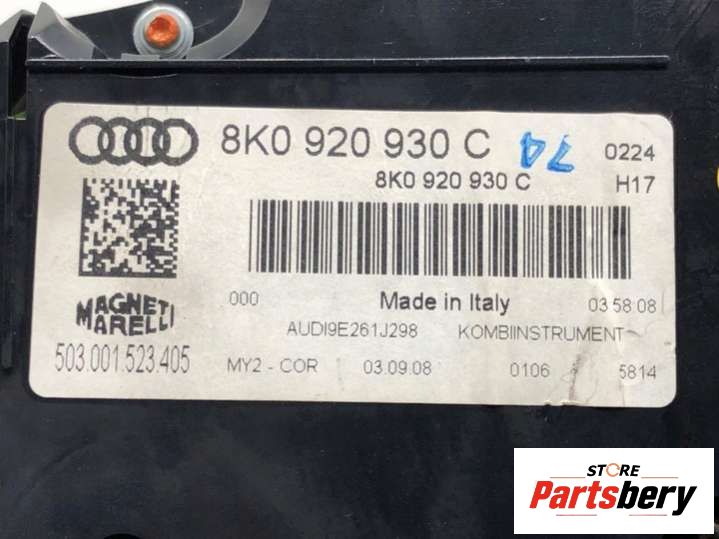 8K0 920 930 C 74 0224
8K0 920 930 C H17
000 Made in Italy 03 58 08
MAGNETI MARELLI
AUDI9E261J298 KOMBIINSTRUMENT
503.001.523.405
MY2 - COR 03.09.08 0106 5814
STORE
Partsbery